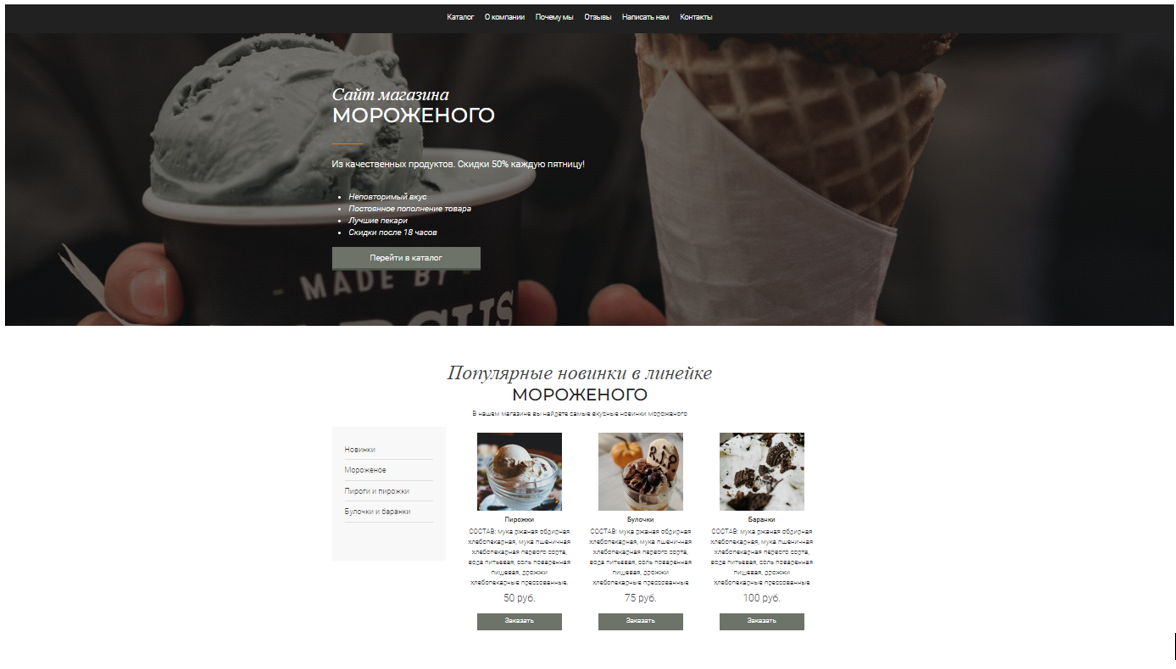 Каталог О компании Почему мы Отзывы Написать нам Контакты
Сайт магазина
МОРОЖЕНОГО
Из качественных продуктов. Скидки 50% каждую пятницу!
Неповторимый вкус
Постоянное пополнение товара
Лучшие пекари
Скидки после 18 часов
Перейти в каталог
- MADE BY -
Популярные новинки в линейке
МОРОЖЕНОГО
В нашем магазине вы найдете самые вкусные новинки мороженого
Новинки
Мороженое
Пироги и пирожки
Булочки и баранки
Пирожки
СОСТАВ: мука ржаная обдирная
хлебопекарная, мука пшеничная
хлебопекарная первого сорта,
вода питьевая, соль поваренная
пищевая, дрожжи
хлебопекарные прессованные.
50 руб.
Заказать
Булочки
СОСТАВ: мука ржаная обдирная
хлебопекарная, мука пшеничная
хлебопекарная первого сорта,
вода питьевая, соль поваренная
пищевая, дрожжи
хлебопекарные прессованные
75 руб.
Заказать
Баранки
СОСТАВ: мука ржаная обдирная
хлебопекарная, мука пшеничная
хлебопекарная первого сорта,
вода питьевая, соль поваренная
пищевая, дрожжи
хлебопекарные прессованные
100 руб.
Заказать